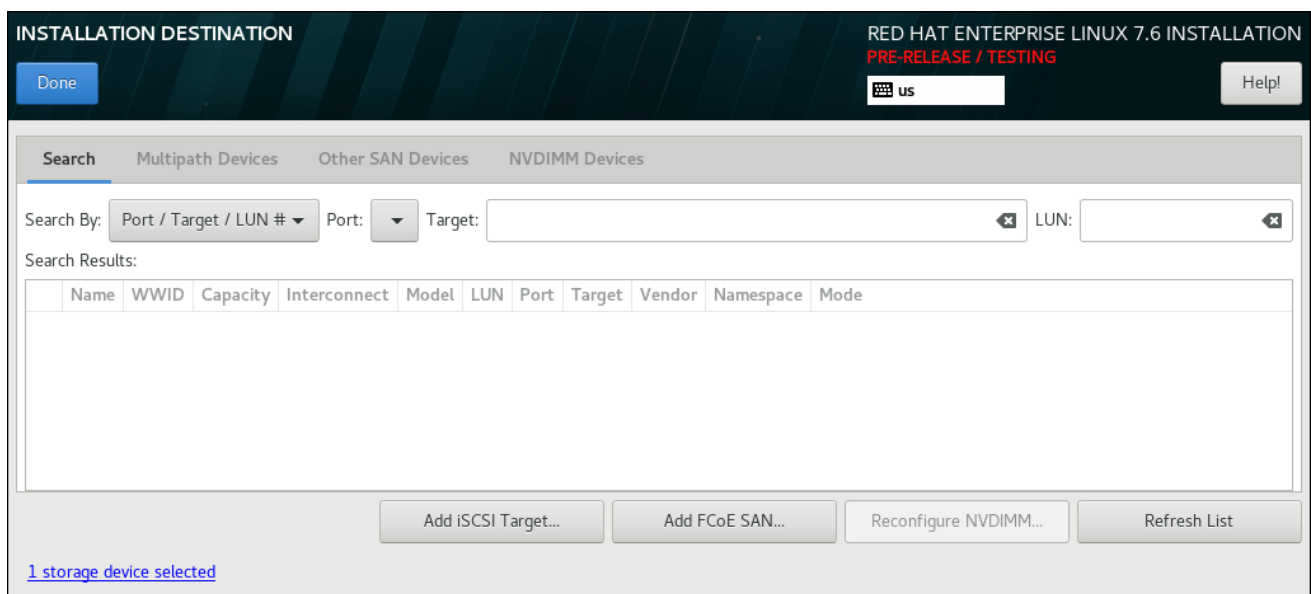 INSTALLATION DESTINATION
RED HAT ENTERPRISE LINUX 7.6 INSTALLATION
PRE-RELEASE / TESTING
Done
us
Help!
Search Multipath Devices Other SAN Devices NVDIMM Devices
Search By: Port / Target / LUN # Port: Target: LUN:
Search Results:
Name WWID Capacity Interconnect Model LUN Port Target Vendor Namespace Mode
Add iSCSI Target... Add FCoE SAN... Reconfigure NVDIMM... Refresh List
1 storage device selected